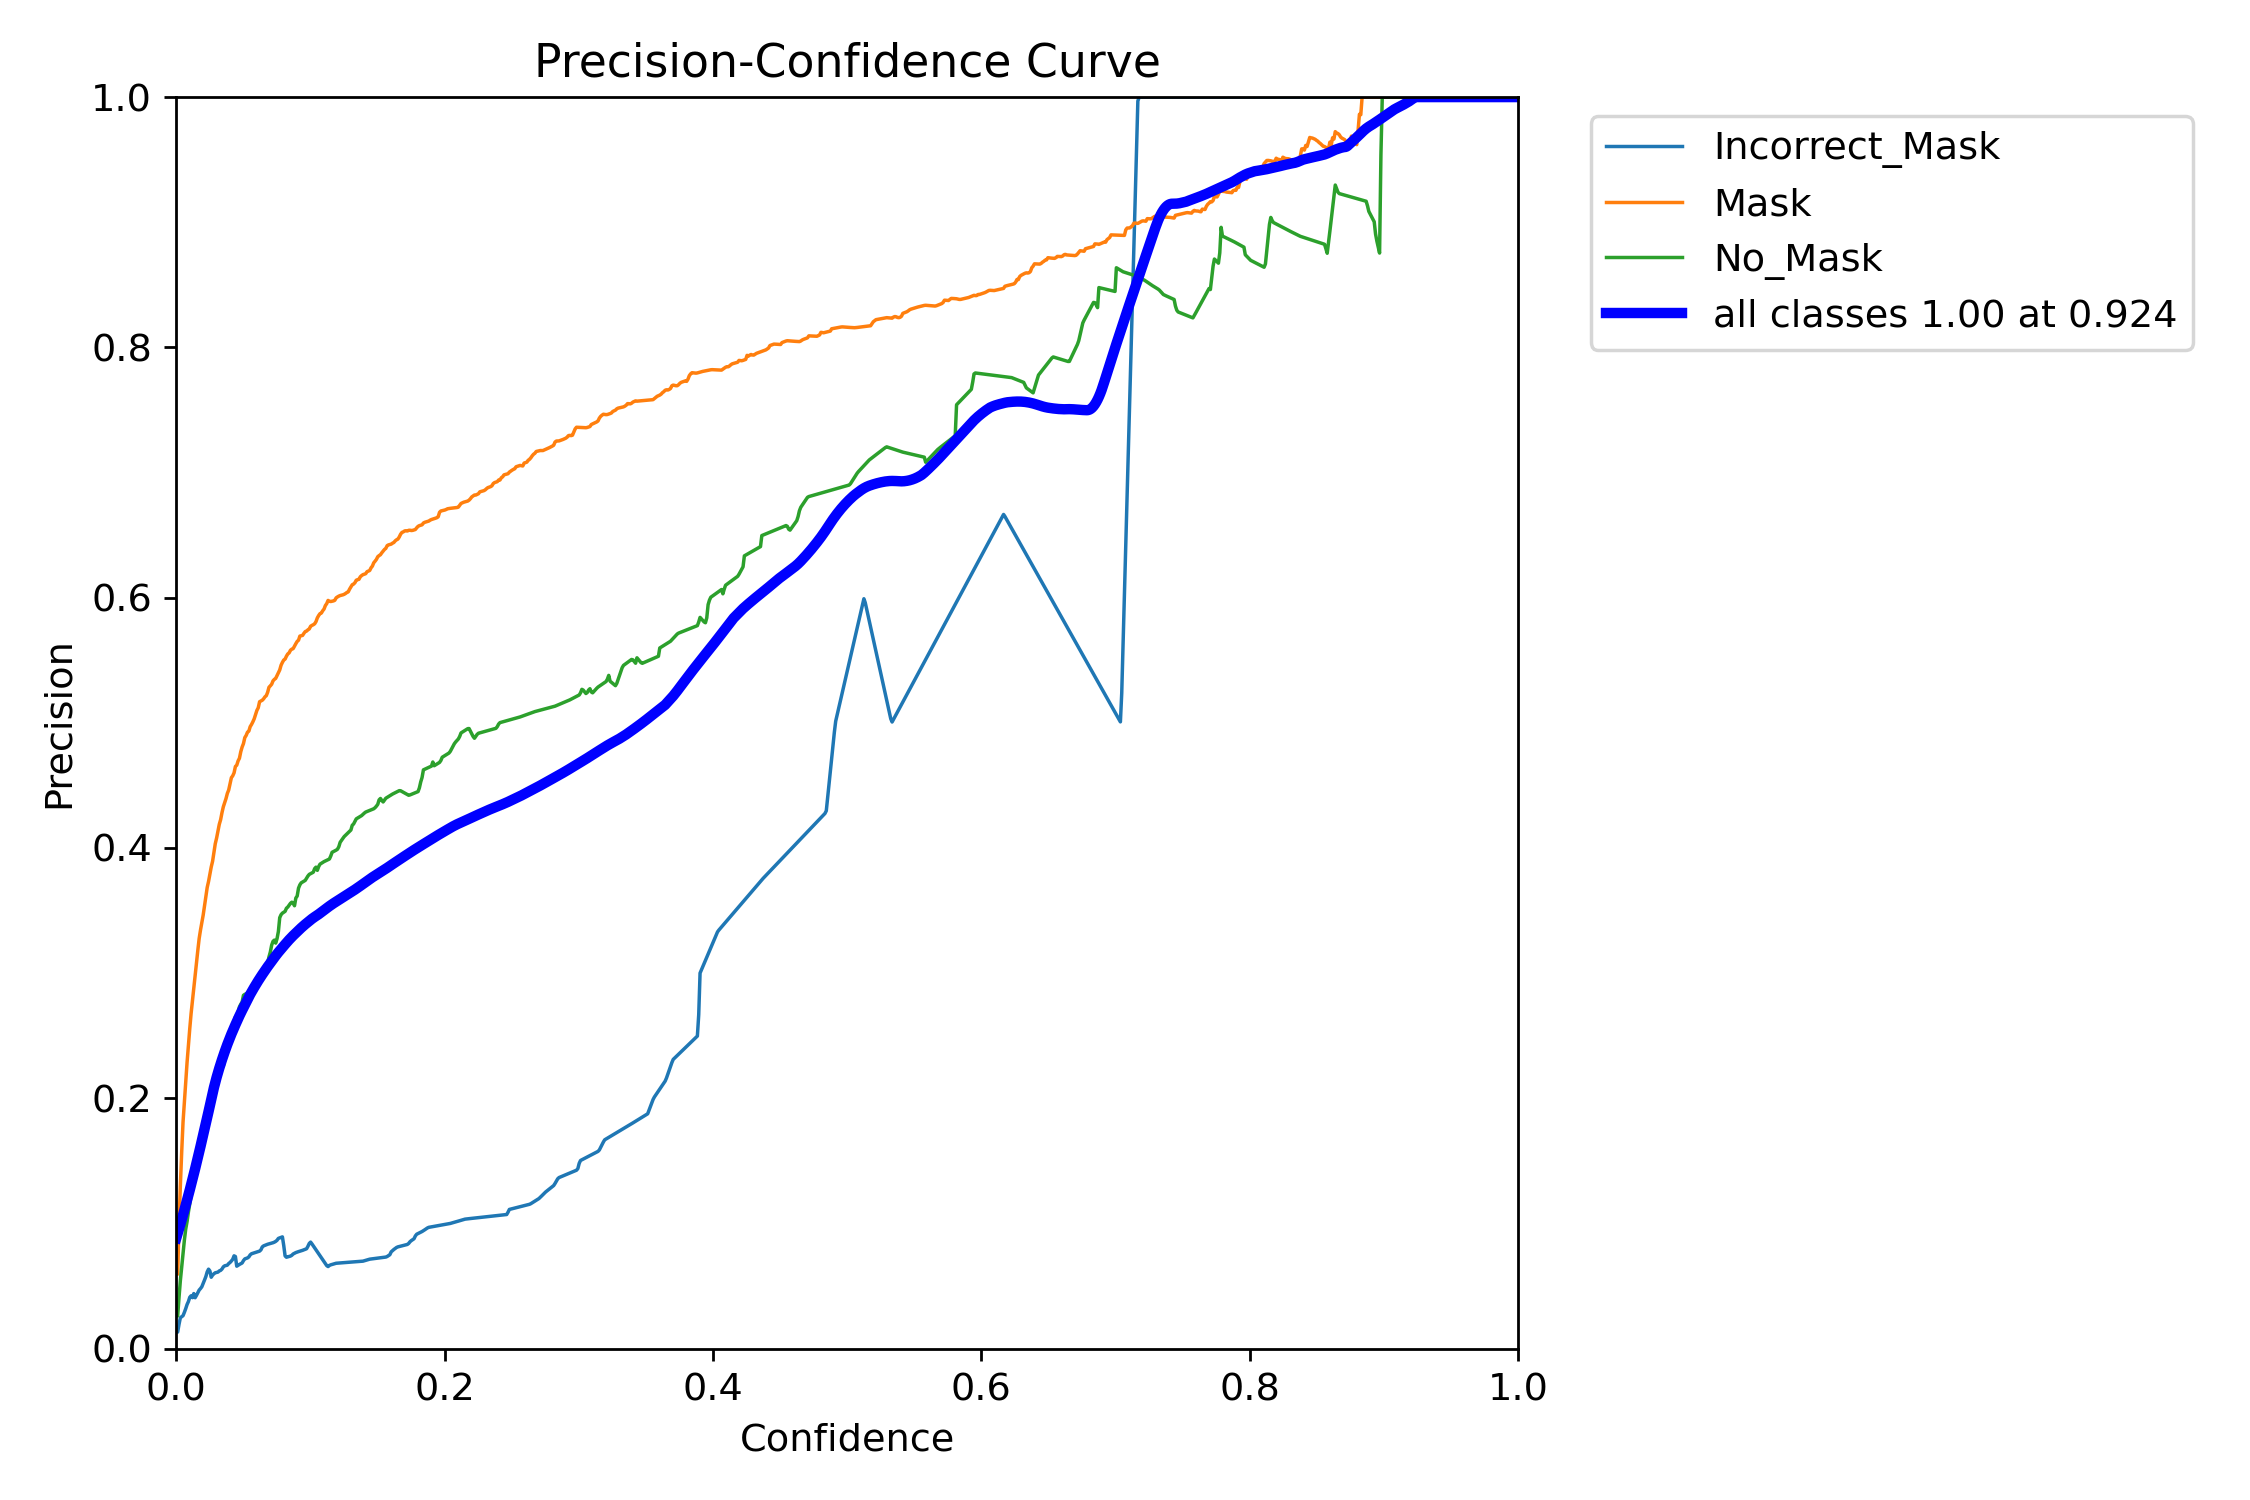 Precision-Confidence Curve
1.0
0.8
0.6
0.4
0.2
0.0
Precision
0.0 0.2 0.4 0.6 0.8 1.0
Confidence
Incorrect_Mask
Mask
No_Mask
all classes 1.00 at 0.924